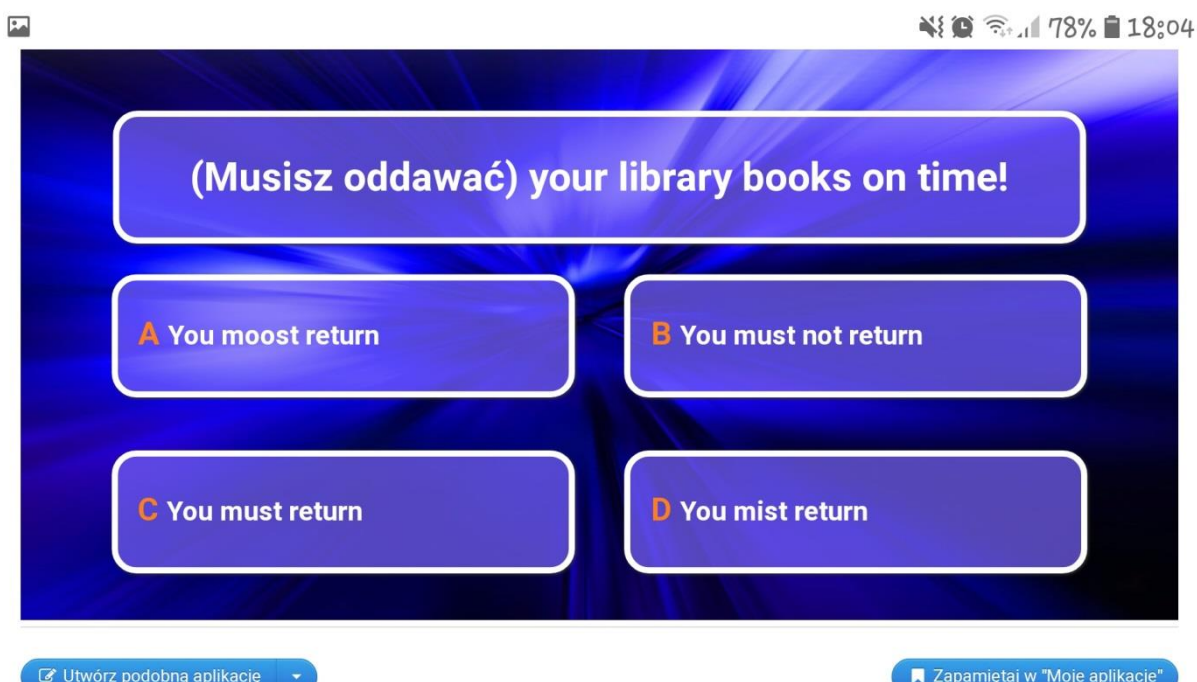 78% 18:04
(Musisz oddawać) your library books on time!
A You moost return
B You must not return
C You must return
D You mist return
Utwórz podobną aplikację
Zapamiętaj w "Moje aplikacje"